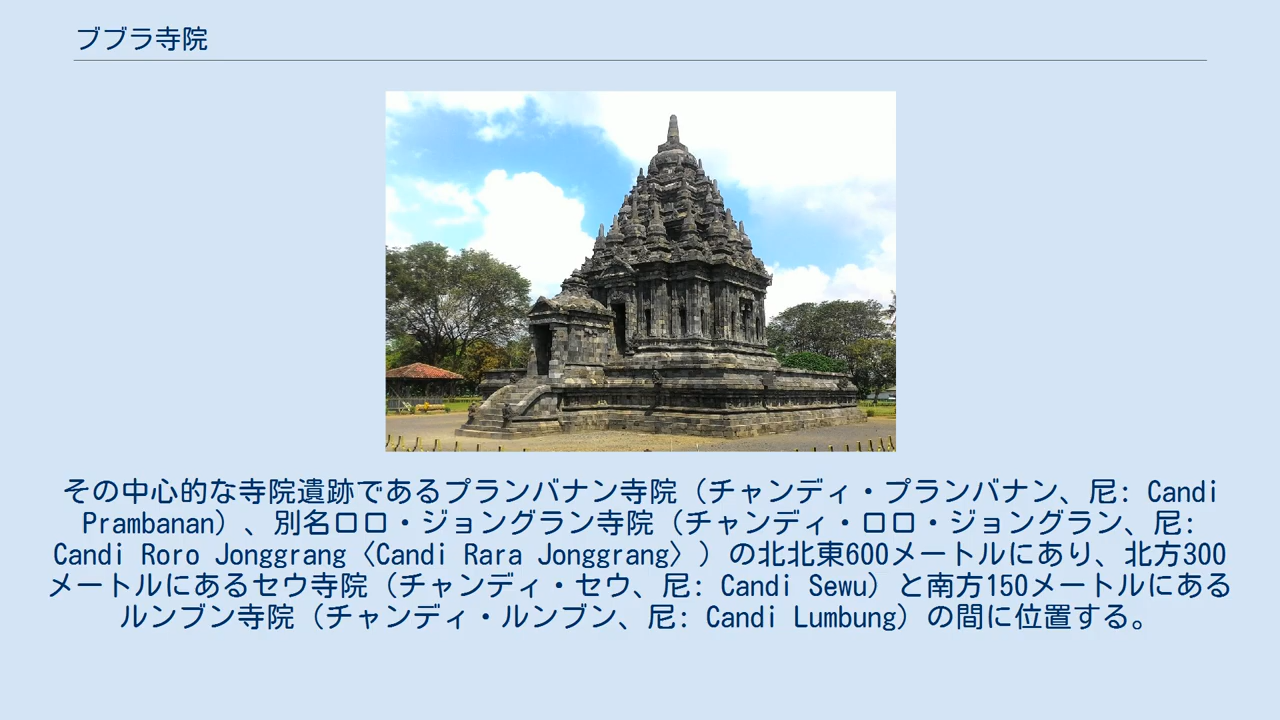 ブブラ寺院
その中心的な寺院遺跡であるプランバナン寺院（チャンディ・プランバナン、尼: Candi
Prambanan）、別名ロロ・ジョングラン寺院（チャンディ・ロロ・ジョングラン、尼:
Candi Roro Jonggrang〈Candi Rara Jonggrang〉）の北北東600メートルにあり、北方300
メートルにあるセウ寺院（チャンディ・セウ、尼: Candi Sewu）と南方150メートルにある
ルンブン寺院（チャンディ・ルンブン、尼: Candi Lumbung）の間に位置する。